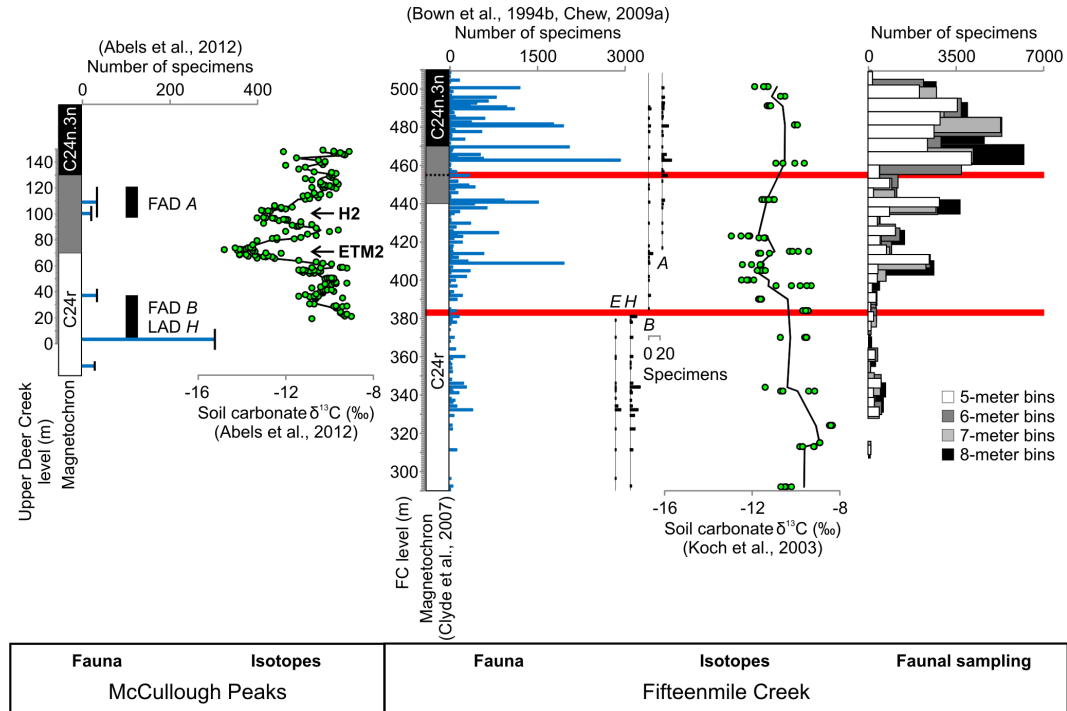 (Bown et al., 1994b, Chew, 2009a)
(Abels et al., 2012)
Number of specimens
0 200 400
Number of specimens
0 1500 3000
Number of specimens
0 3500 7000
C24n.3n
C24r
140
120
100
80
60
40
20
0
FAD A
FAD B
LAD H
H2
ETM2
-16 -12 -8
Soil carbonate δ13C (‰)
(Abels et al., 2012)
Upper Deer Creek
level (m)
Magnetochron
C24n.3n
C24r
500
480
460
440
420
400
380
360
340
320
300
E H
B
A
0 20
Specimens
-16 -12 -8
Soil carbonate δ13C (‰)
(Koch et al., 2003)
FC level (m)
Magnetochron
(Clyde et al., 2007)
5-meter bins
6-meter bins
7-meter bins
8-meter bins
Fauna Isotopes
McCullough Peaks
Fauna Isotopes Faunal sampling
Fifteenmile Creek